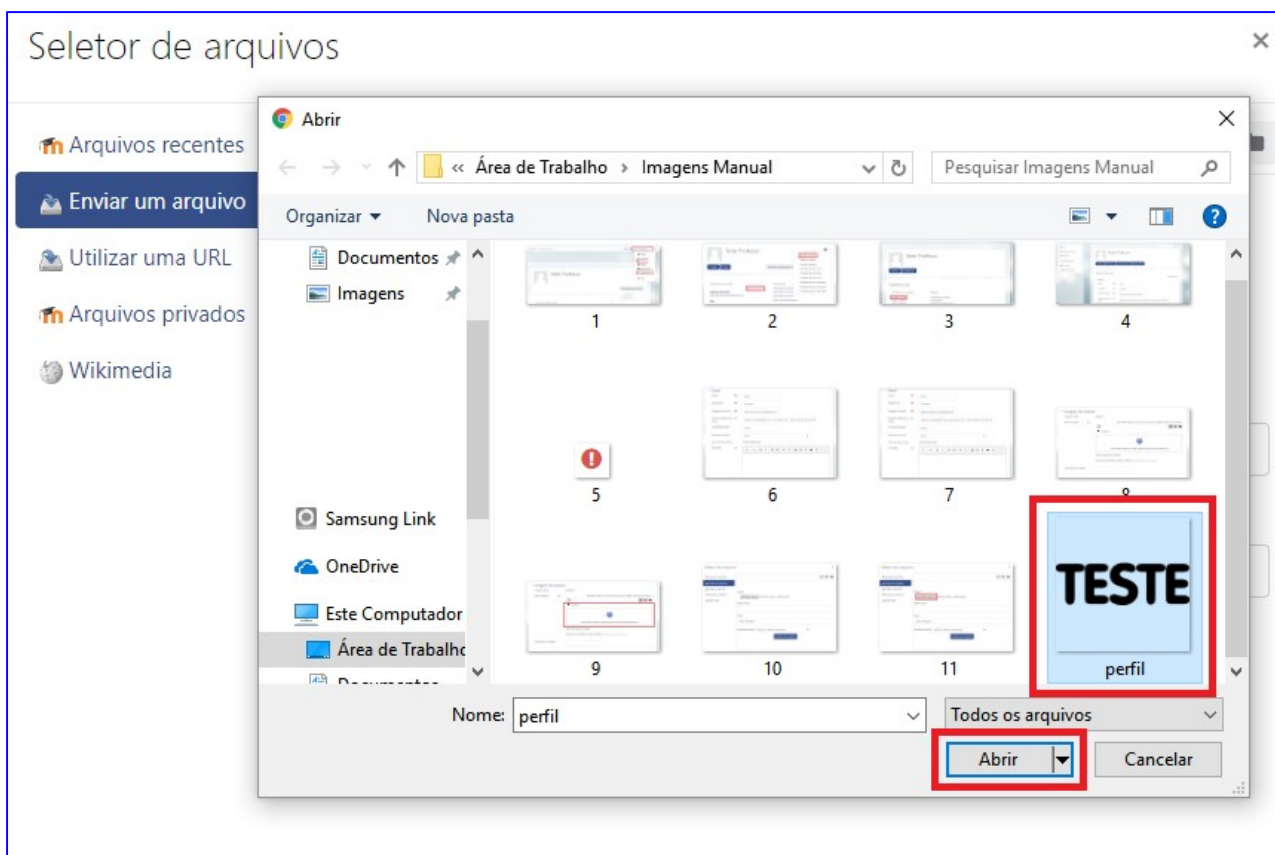 Seletor de arquivos
Arquivos recentes
Enviar um arquivo
Utilizar uma URL
Arquivos privados
Wikimedia
Abrir
« Área de Trabalho > Imagens Manual
Pesquisar Imagens Manual
Organizar
Nova pasta
Documentos
Imagens
Samsung Link
OneDrive
Este Computador
Área de Trabalho
Documentos
1
2
3
4
5
6
7
8
TESTE
9
10
11
perfil
Nome:
perfil
Todos os arquivos
Abrir
Cancelar